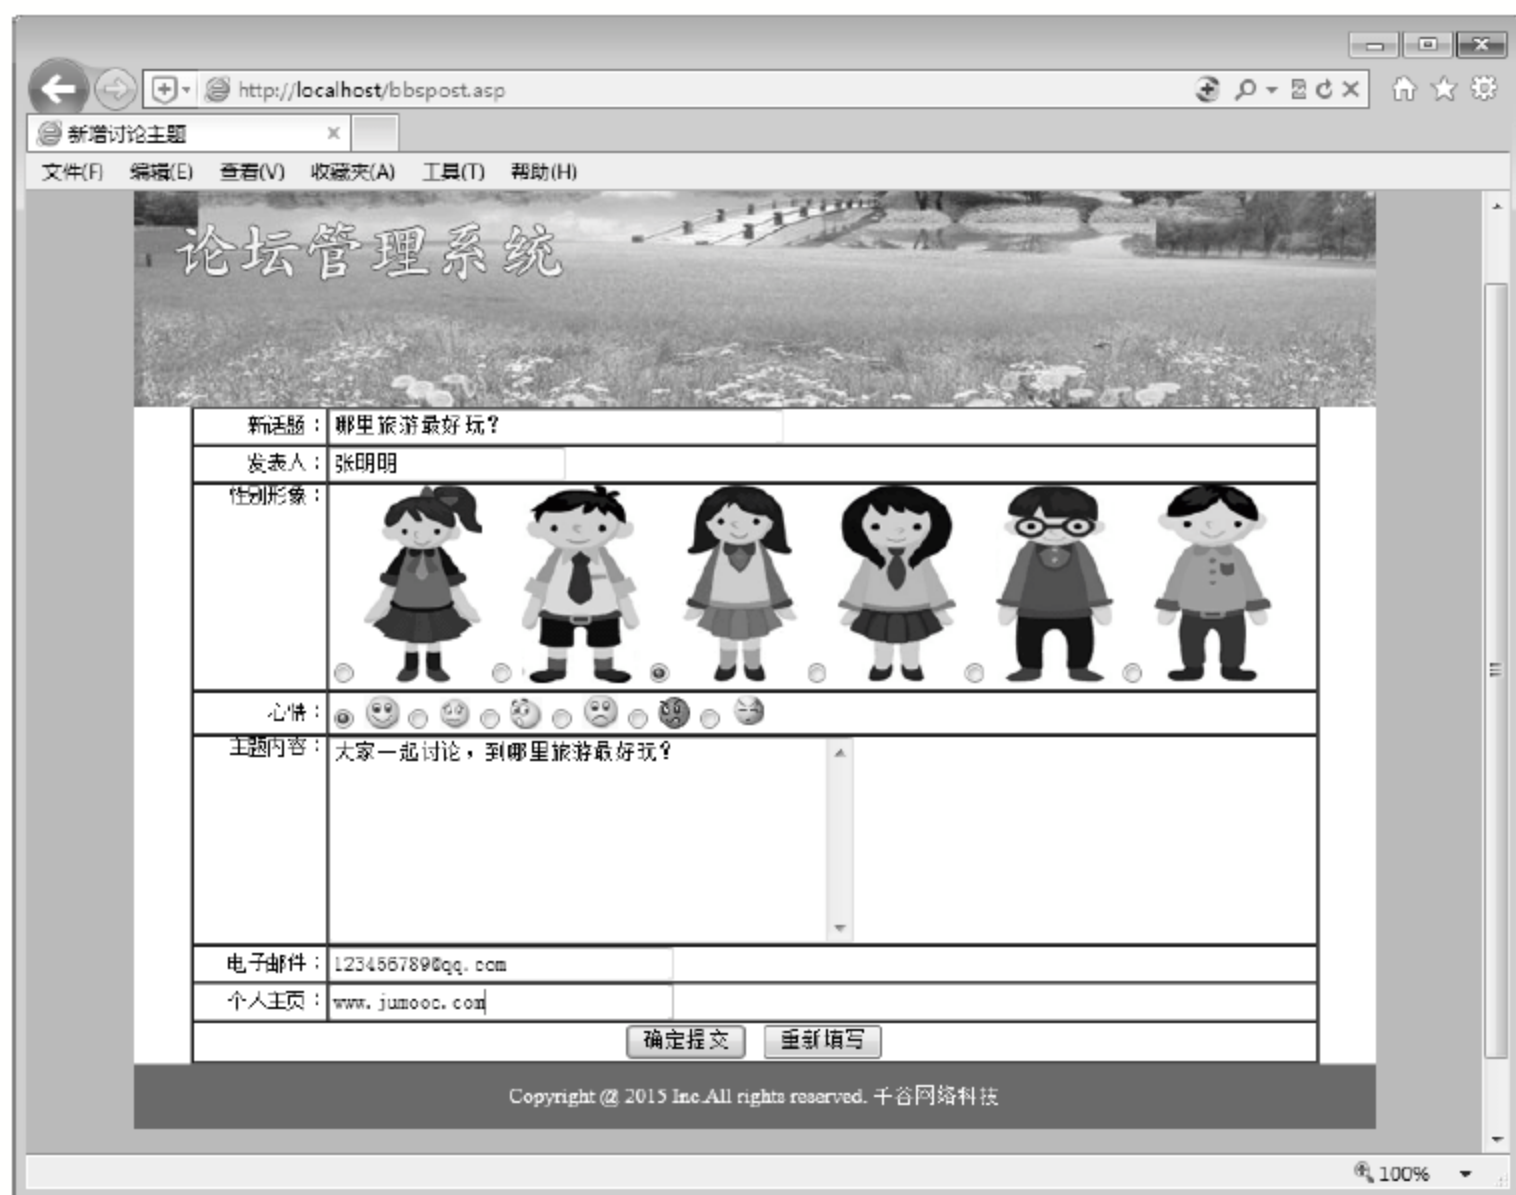 http://localhost/bbspost.asp
新增讨论主题
文件(F) 编辑(E) 查看(V) 收藏夹(A) 工具(T) 帮助(H)
论坛管理系统
新话题： 哪里旅游最好玩？
发表人： 张明明
性别形象：
心情：
主题内容： 大家一起讨论，到哪里旅游最好玩？
电子邮件： 123456789@qq.com
个人主页： www.jumooc.com
确定提交 重新填写
Copyright @ 2015 Inc.All rights reserved. 千谷网络科技
100%